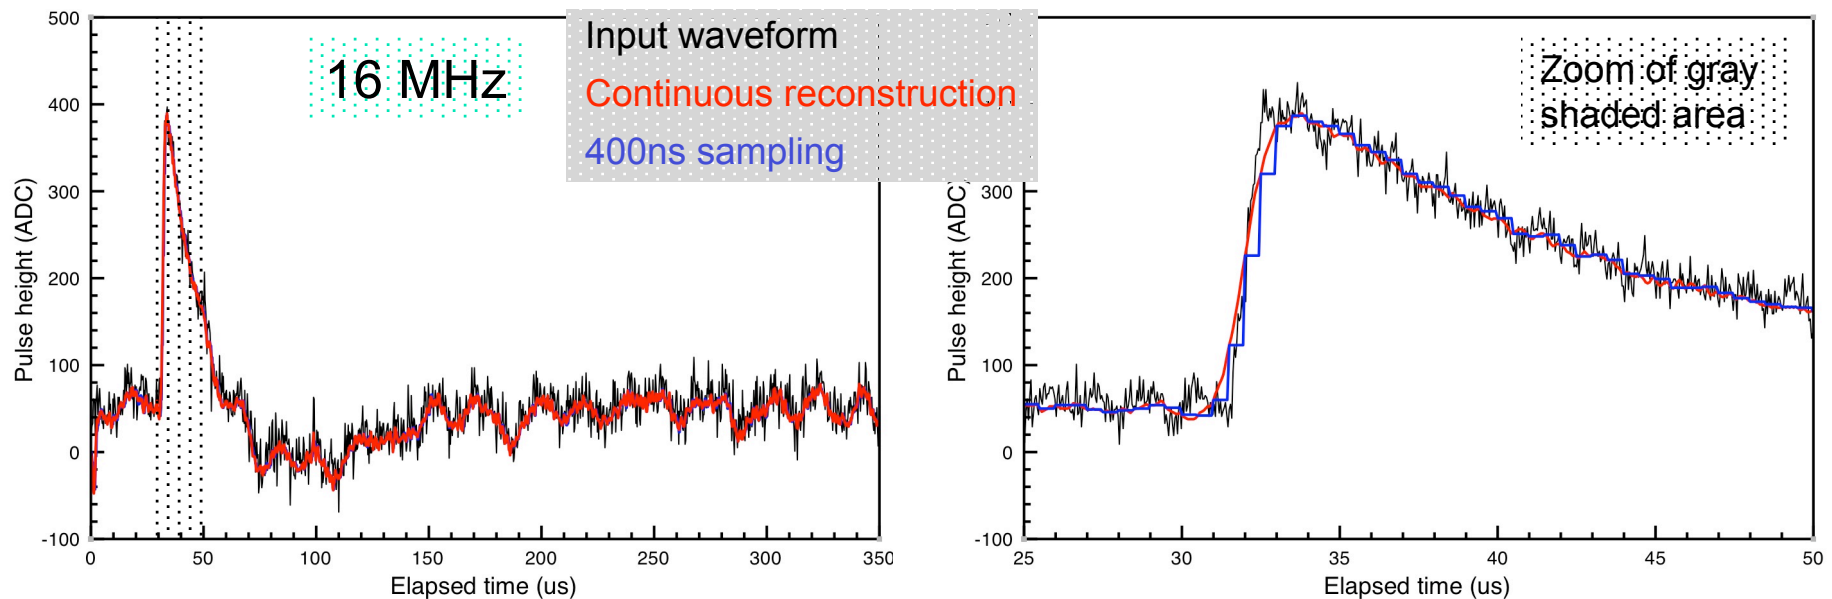 500
400
300
200
100
0
-100
Pulse height (ADC)
0
50
100
150
200
250
300
350
Elapsed time (us)
16 MHz
Input waveform
Continuous reconstruction
400ns sampling
300
200
100
0
-100
Pulse height (ADC)
25
30
35
40
45
50
Elapsed time (us)
Zoom of gray
shaded area